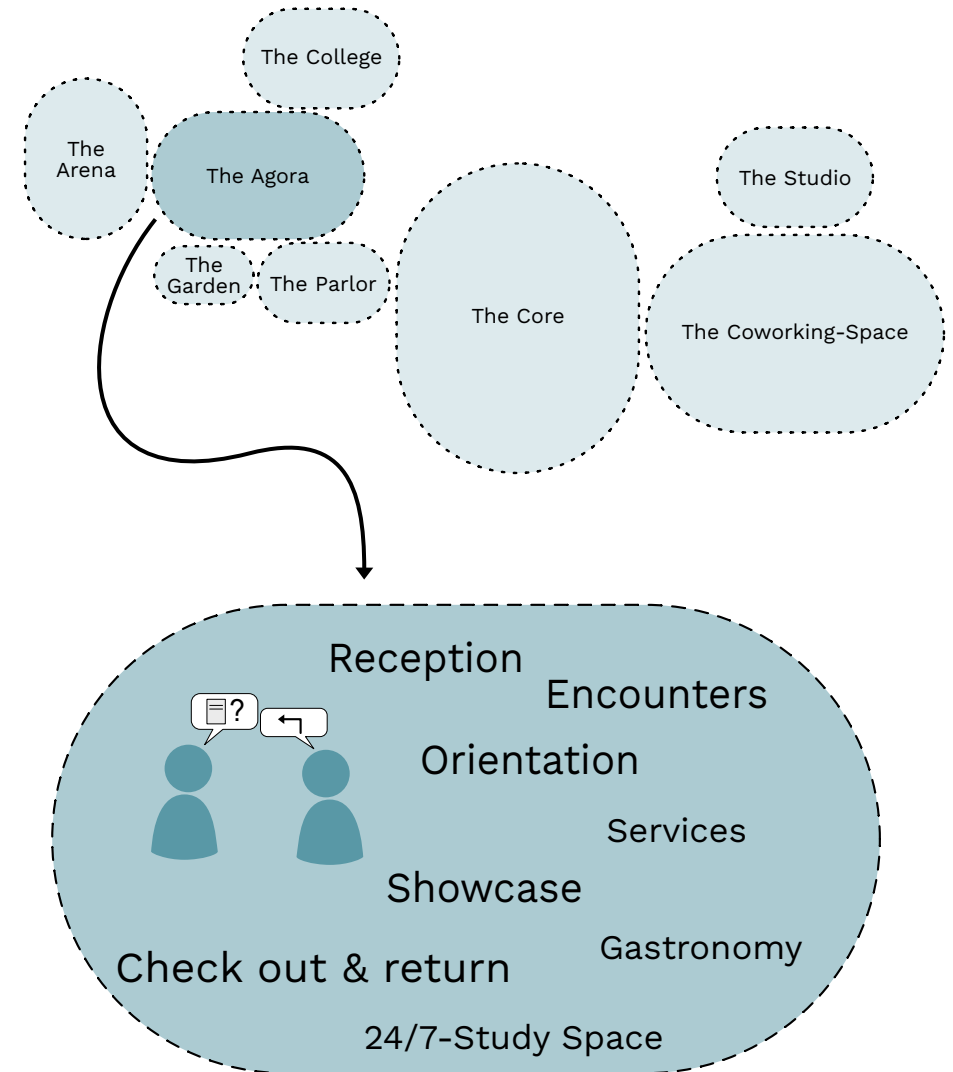 The College
The
Arena
The Agora
The Studio
The
Garden
The Parlor
The Core
The Coworking-Space
Reception
Encounters
?
Orientation
Services
Showcase
Gastronomy
Check out & return
24/7-Study Space